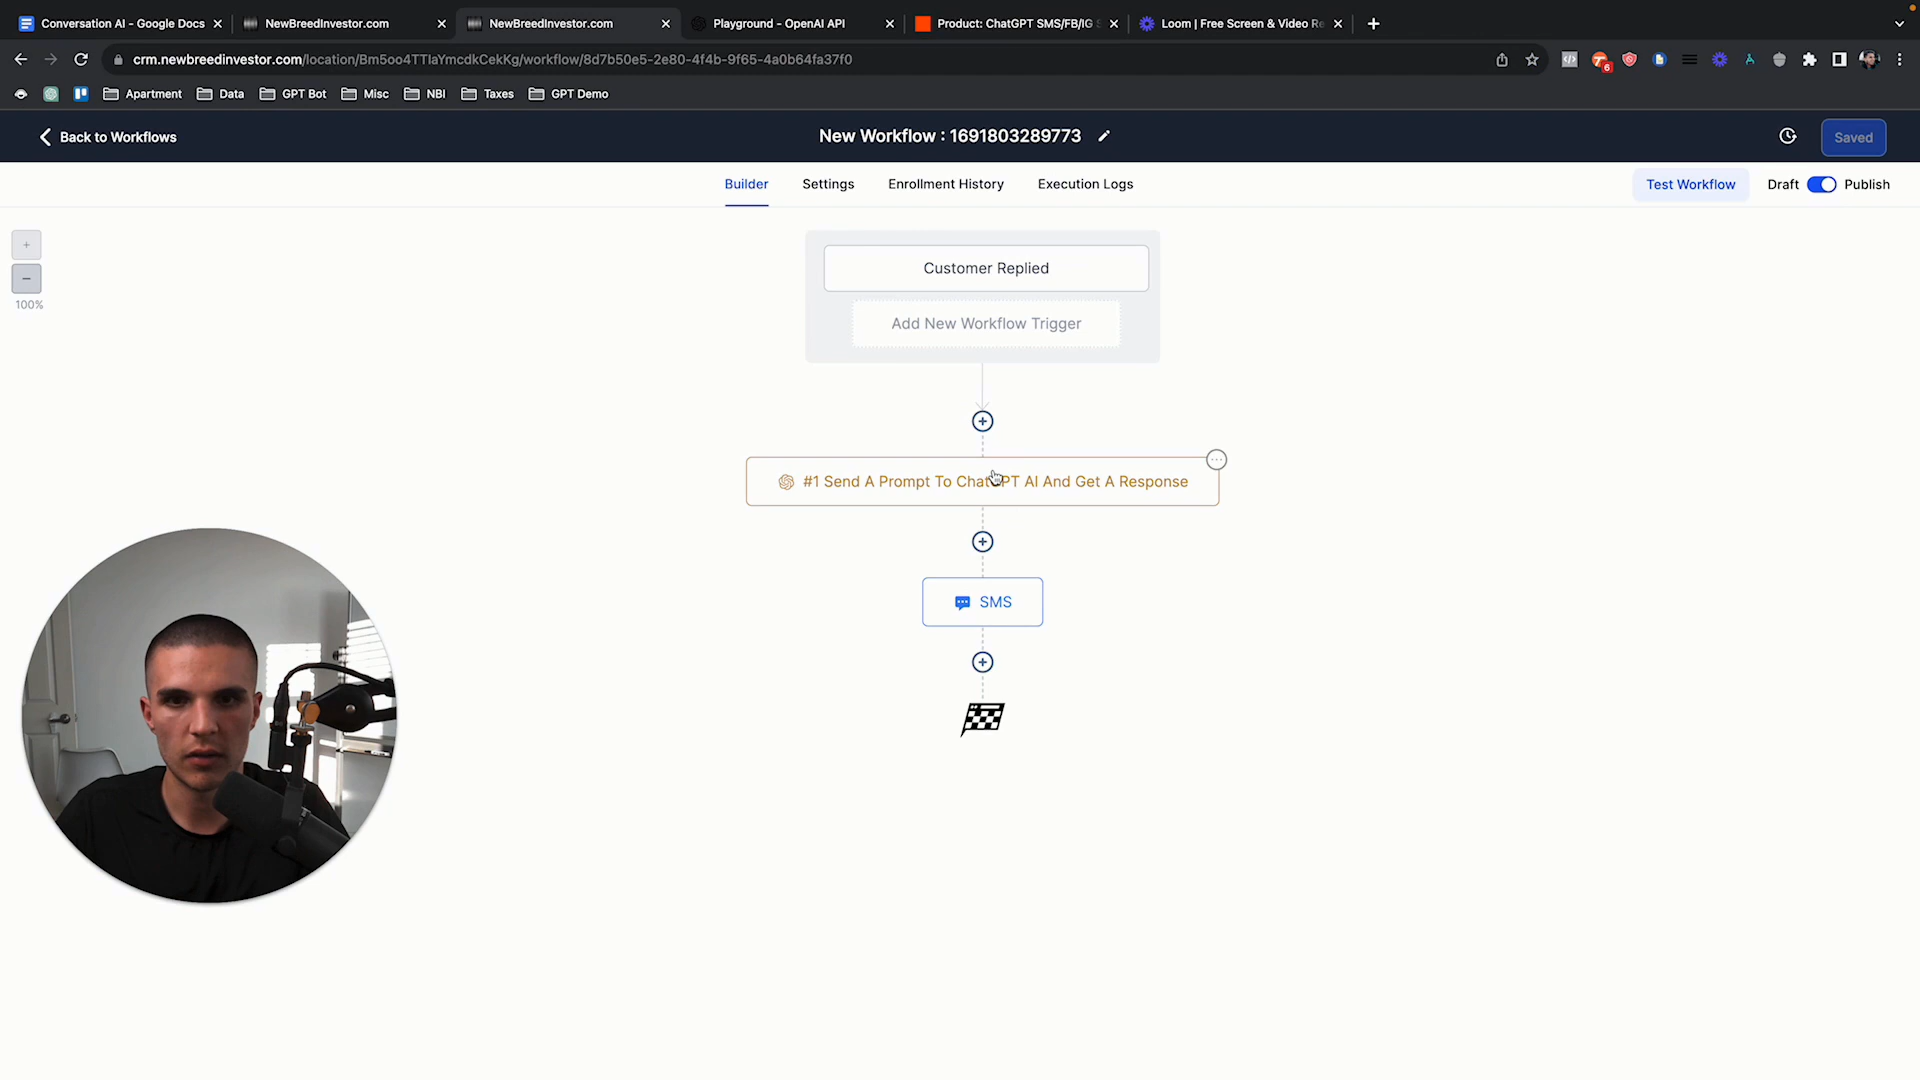 Conversation AI - Google Docs
NewBreedInvestor.com
NewBreedInvestor.com
Playground - OpenAI API
Product: ChatGPT SMS/FB/IG
Loom | Free Screen & Video Re
crm.newbreedinvestor.com/location/Bm5oo4TTIaYmcdkCekKg/workflow/8d7b50e5-2e80-4f4b-9f65-4a0b64fa37f0
6
Apartment
Data
GPT Bot
Misc
NBI
Taxes
GPT Demo
Back to Workflows
New Workflow : 1691803289773
Saved
Builder
Settings
Enrollment History
Execution Logs
Test Workflow
Draft
Publish
+
−
100%
Customer Replied
Add New Workflow Trigger
#1 Send A Prompt To ChatGPT AI And Get A Response
SMS